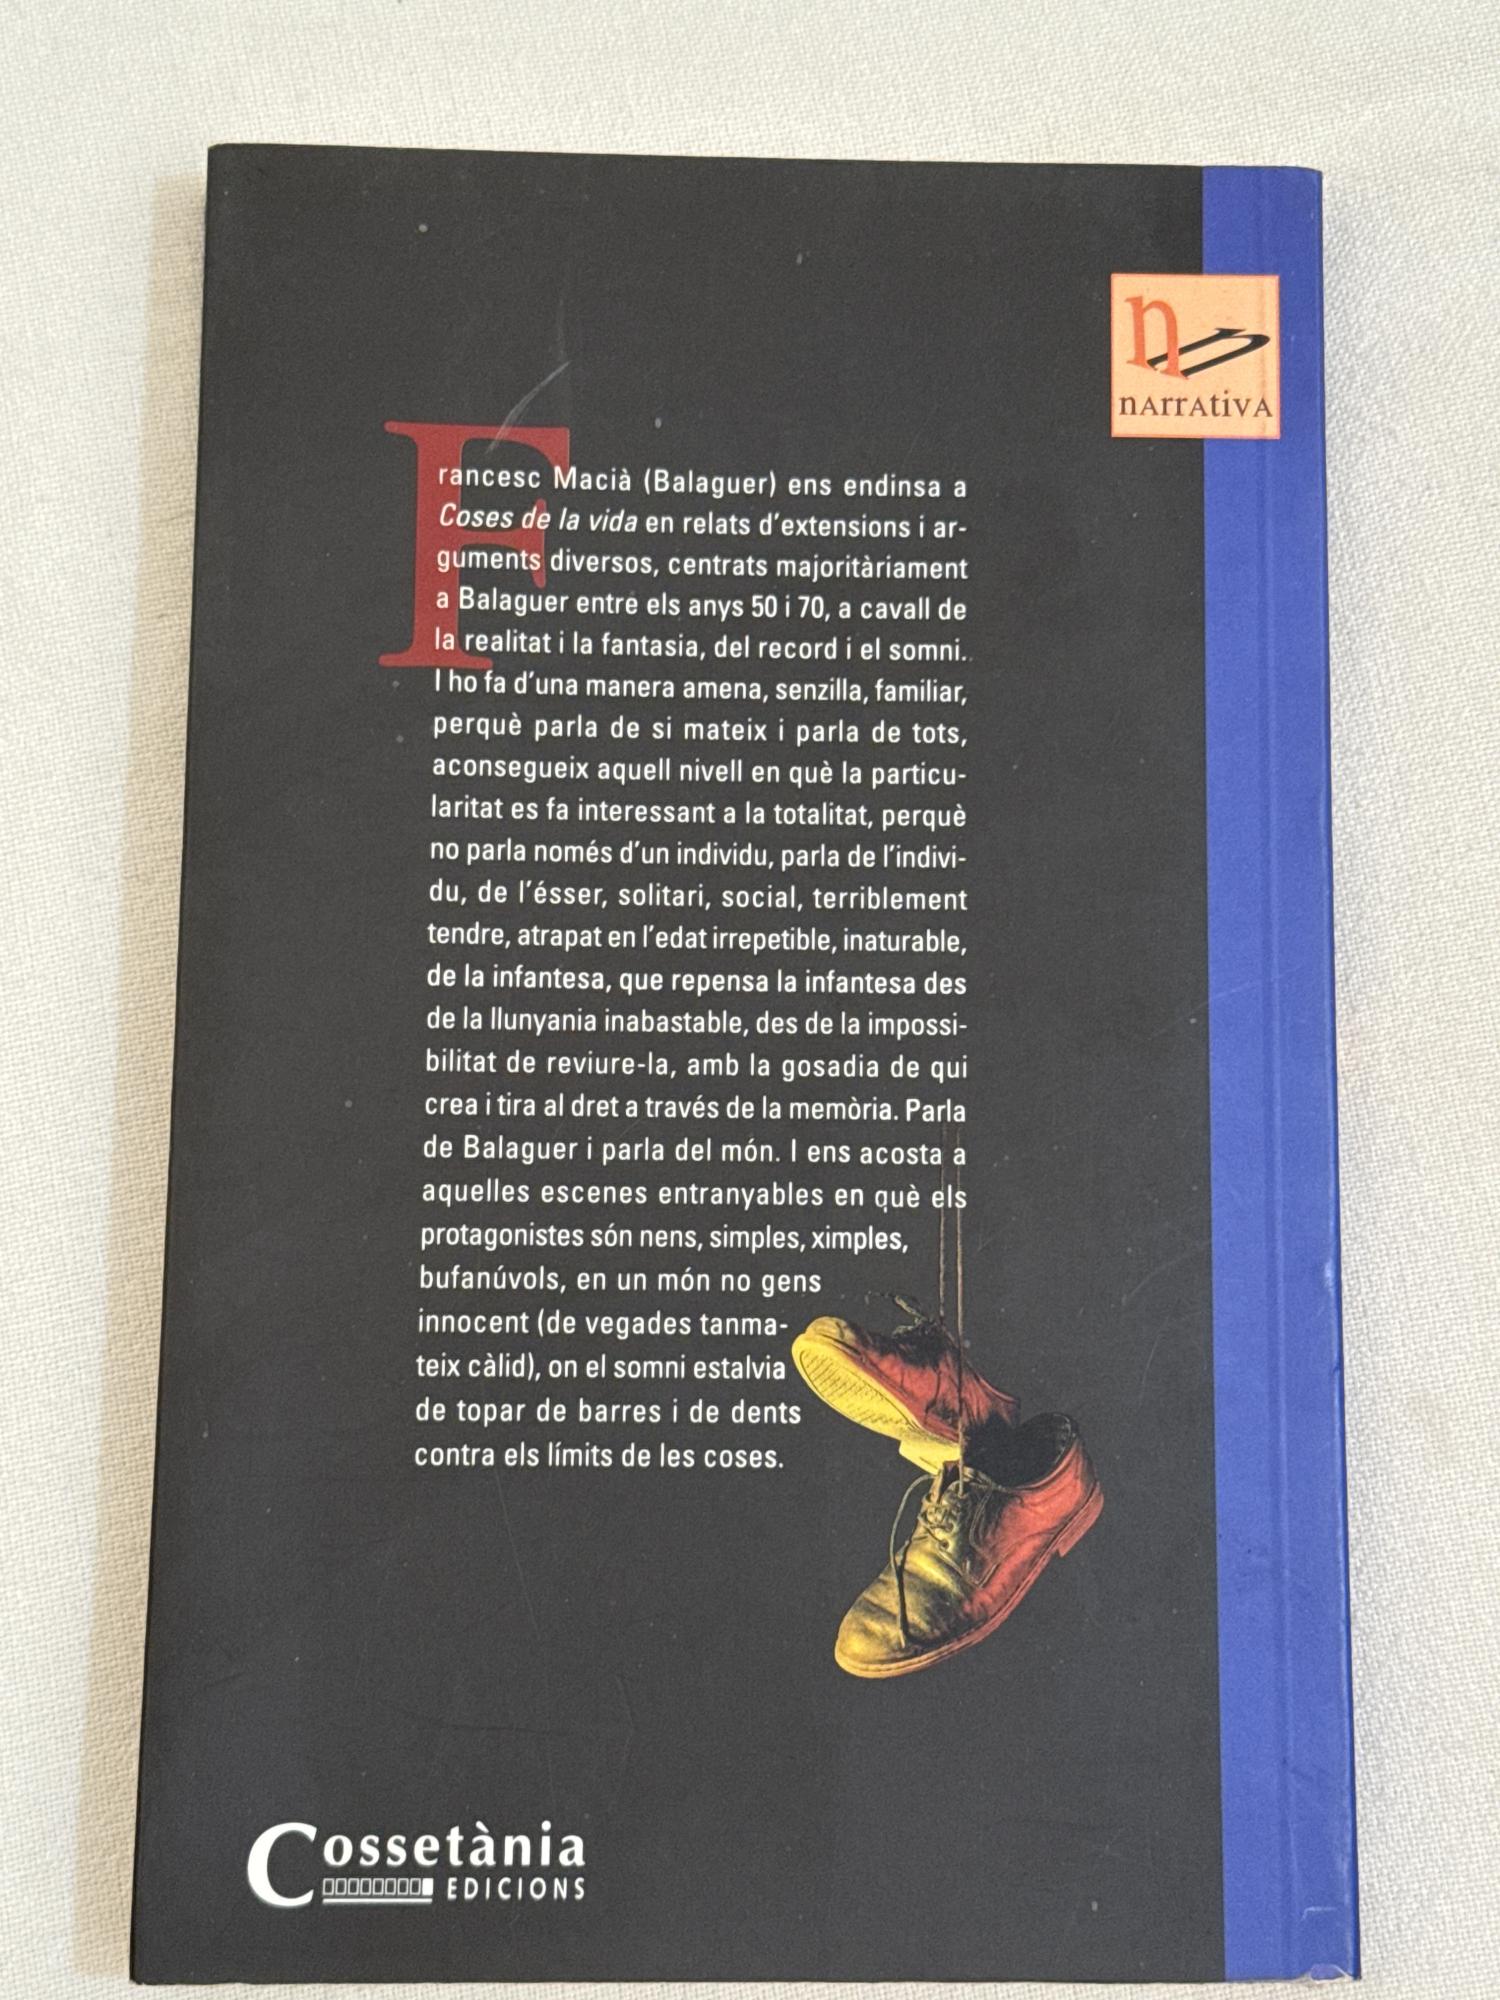 n
nArrAtivA
Francesc Macià (Balaguer) ens endinsa a
Coses de la vida en relats d'extensions i ar-
guments diversos, centrats majoritàriament
a Balaguer entre els anys 50 i 70, a cavall de
la realitat i la fantasia, del record i el somni.
I ho fa d'una manera amena, senzilla, familiar,
perquè parla de si mateix i parla de tots,
aconsegueix aquell nivell en què la particu-
laritat es fa interessant a la totalitat, perquè
no parla només d'un individu, parla de l'indivi-
du, de l'ésser, solitari, social, terriblement
tendre, atrapat en l'edat irrepetible, inaturable,
de la infantesa, que repensa la infantesa des
de la llunyania inabastable, des de la impossi-
bilitat de reviure-la, amb la gosadia de qui
crea i tira al dret a través de la memòria. Parla
de Balaguer i parla del món. I ens acosta a
aquelles escenes entranyables en què els
protagonistes són nens, simples, ximples,
bufanúvols, en un món no gens
innocent (de vegades tanma-
teix càlid), on el somni estalvia
de topar de barres i de dents
contra els límits de les coses.
Cossetània
EDICIONS